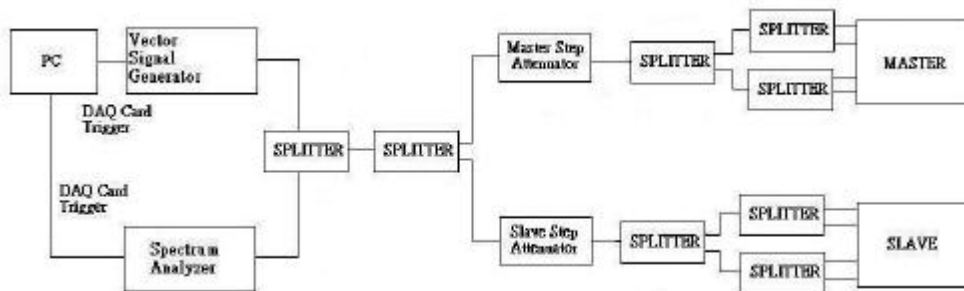 PC
Vector
Signal
Generator
DAQ Card
Trigger
DAQ Card
Trigger
Spectrum
Analyzer
SPLITTER
SPLITTER
Master Step
Attenuator
SPLITTER
SPLITTER
SPLITTER
MASTER
Slave Step
Attenuator
SPLITTER
SPLITTER
SPLITTER
SLAVE